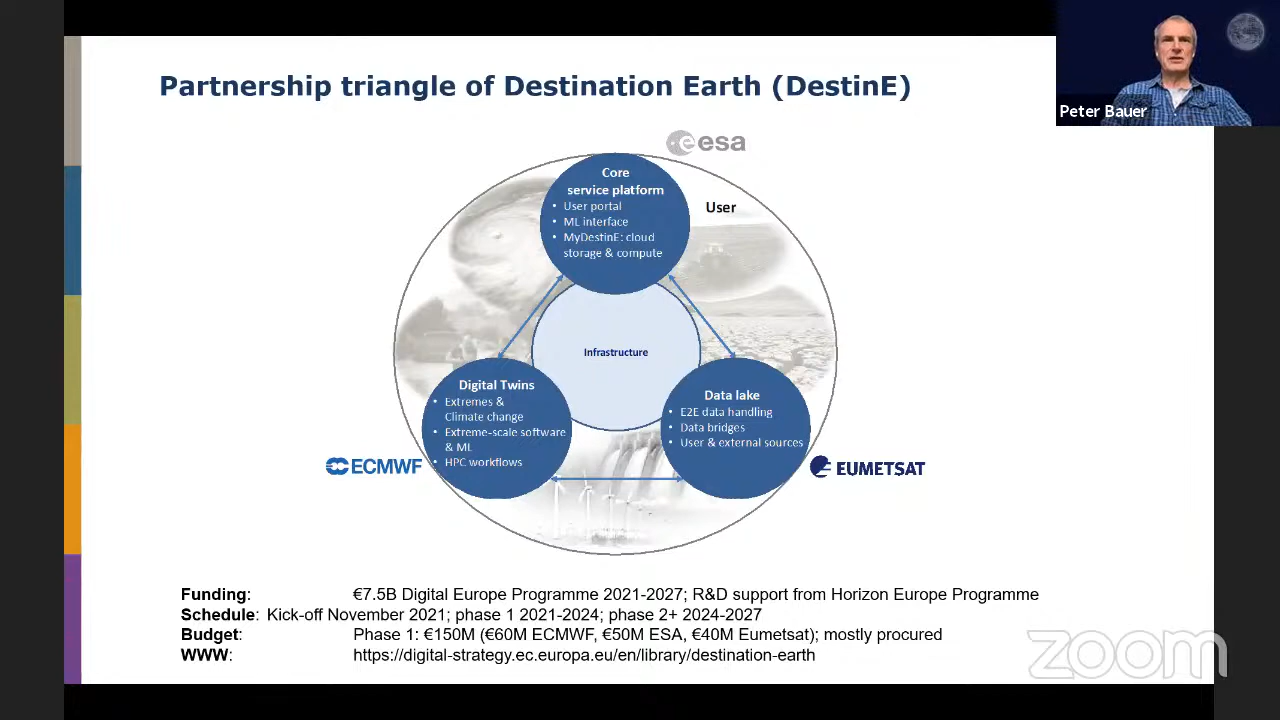 Partnership triangle of Destination Earth (DestinE)
Peter Bauer
esa
Core
service platform
• User portal
• ML interface
• MyDestinE: cloud
storage & compute
User
Infrastructure
Digital Twins
• Extremes &
Climate change
• Extreme-scale software
& ML
• HPC workflows
Data lake
• E2E data handling
• Data bridges
• User & external sources
ECMWF
EUMETSAT
Funding: €7.5B Digital Europe Programme 2021-2027; R&D support from Horizon Europe Programme
Schedule: Kick-off November 2021; phase 1 2021-2024; phase 2+ 2024-2027
Budget: Phase 1: €150M (€60M ECMWF, €50M ESA, €40M Eumetsat); mostly procured
WWW: https://digital-strategy.ec.europa.eu/en/library/destination-earth
zoom